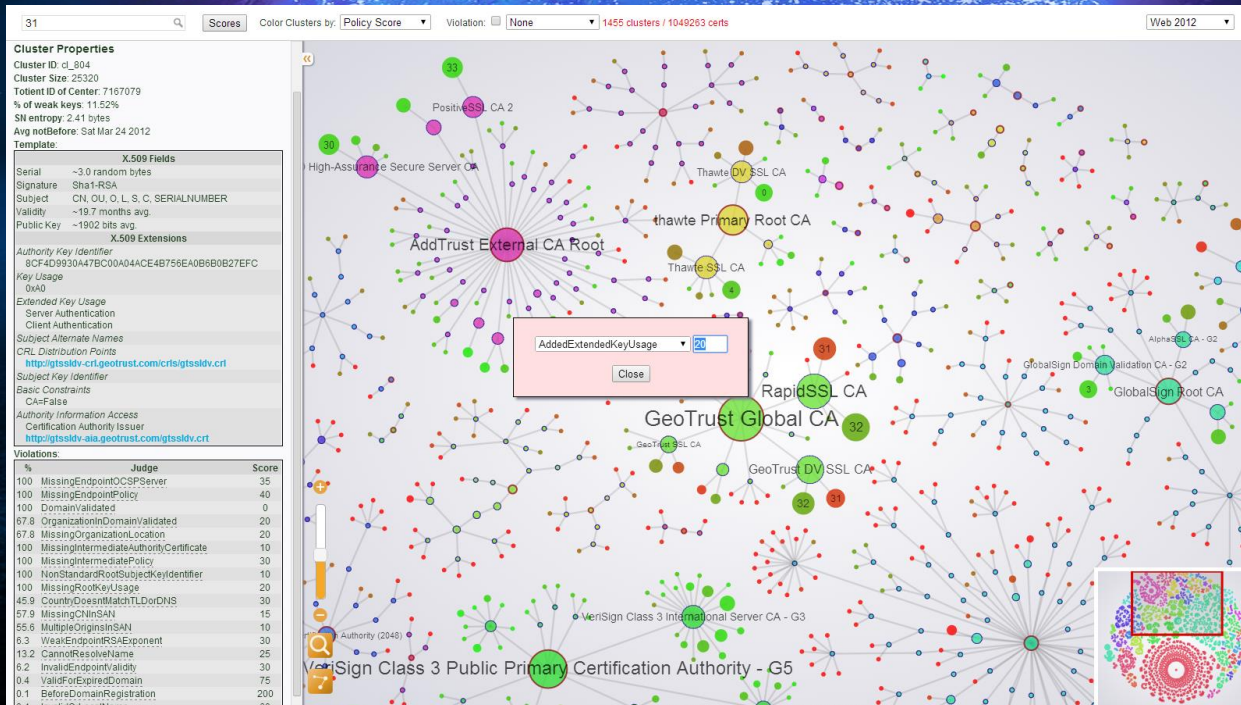 31
Scores
Color Clusters by: Policy Score
Violation: None
1455 clusters / 1049263 certs
Web 2012
Cluster Properties
Cluster ID: cl_804
Cluster Size: 25320
Totient ID of Center: 7167079
% of weak keys: 11.52%
SN entropy: 2.41 bytes
Avg notBefore: Sat Mar 24 2012
Template:
X.509 Fields
Serial ~3.0 random bytes
Signature Sha1-RSA
Subject CN, OU, O, L, S, C, SERIALNUMBER
Validity ~19.7 months avg.
Public Key ~1902 bits avg.
X.509 Extensions
Authority Key Identifier
8CF4D9930A47BC00A04ACE4B756EA0B6B0B27EFC
Key Usage
0xA0
Extended Key Usage
Server Authentication
Client Authentication
Subject Alternate Names
CRL Distribution Points
http://gtssldv-crl.geotrust.com/crls/gtssldv.crl
Subject Key Identifier
Basic Constraints
CA=False
Authority Information Access
Certification Authority Issuer
http://gtssldv-aia.geotrust.com/gtssldv.crt
Violations:
% Judge Score
100 MissingEndpointOCSPServer 35
100 MissingEndpointPolicy 40
100 DomainValidated 0
67.8 OrganizationInDomainValidated 20
67.8 MissingOrganizationLocation 20
100 MissingIntermediateAuthorityCertificate 10
100 MissingIntermediatePolicy 30
100 NonStandardRootSubjectKeyIdentifier 10
100 MissingRootKeyUsage 20
45.9 CountryDoesntMatchTLDorDNS 30
57.9 MissingCNInSAN 15
55.6 MultipleOriginsInSAN 10
6.3 WeakEndpointRSAExponent 30
13.2 CannotResolveName 25
6.2 InvalidEndpointValidity 30
0.4 ValidForExpiredDomain 75
0.1 BeforeDomainRegistration 200
33
PositiveSSL CA 2
30
High-Assurance Secure Server CA
Thawte DV SSL CA
0
thawte Primary Root CA
AddTrust External CA Root
Thawte SSL CA
4
AddedExtendedKeyUsage 20
Close
31
AlphaSSL CA - G2
GlobalSign Domain Validation CA - G2
3
GlobalSign Root CA
RapidSSL CA
GeoTrust Global CA
32
GeoTrust SSL CA
GeoTrust DV SSL CA
32
31
VeriSign Class 3 International Server CA - G3
Authority (2048)
VeriSign Class 3 Public Primary Certification Authority - G5